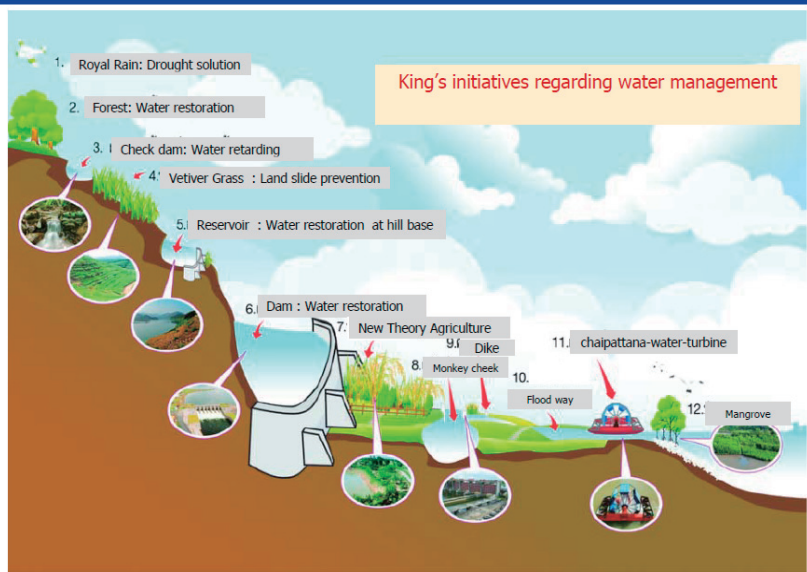 King's initiatives regarding water management
1. Royal Rain: Drought solution
2. Forest: Water restoration
3. Check dam: Water retarding
4. Vetiver Grass : Land slide prevention
5. Reservoir : Water restoration at hill base
6. Dam : Water restoration
7. New Theory Agriculture
8. Monkey cheek
9. Dike
10. Flood way
11. chaipattana-water-turbine
12. Mangrove